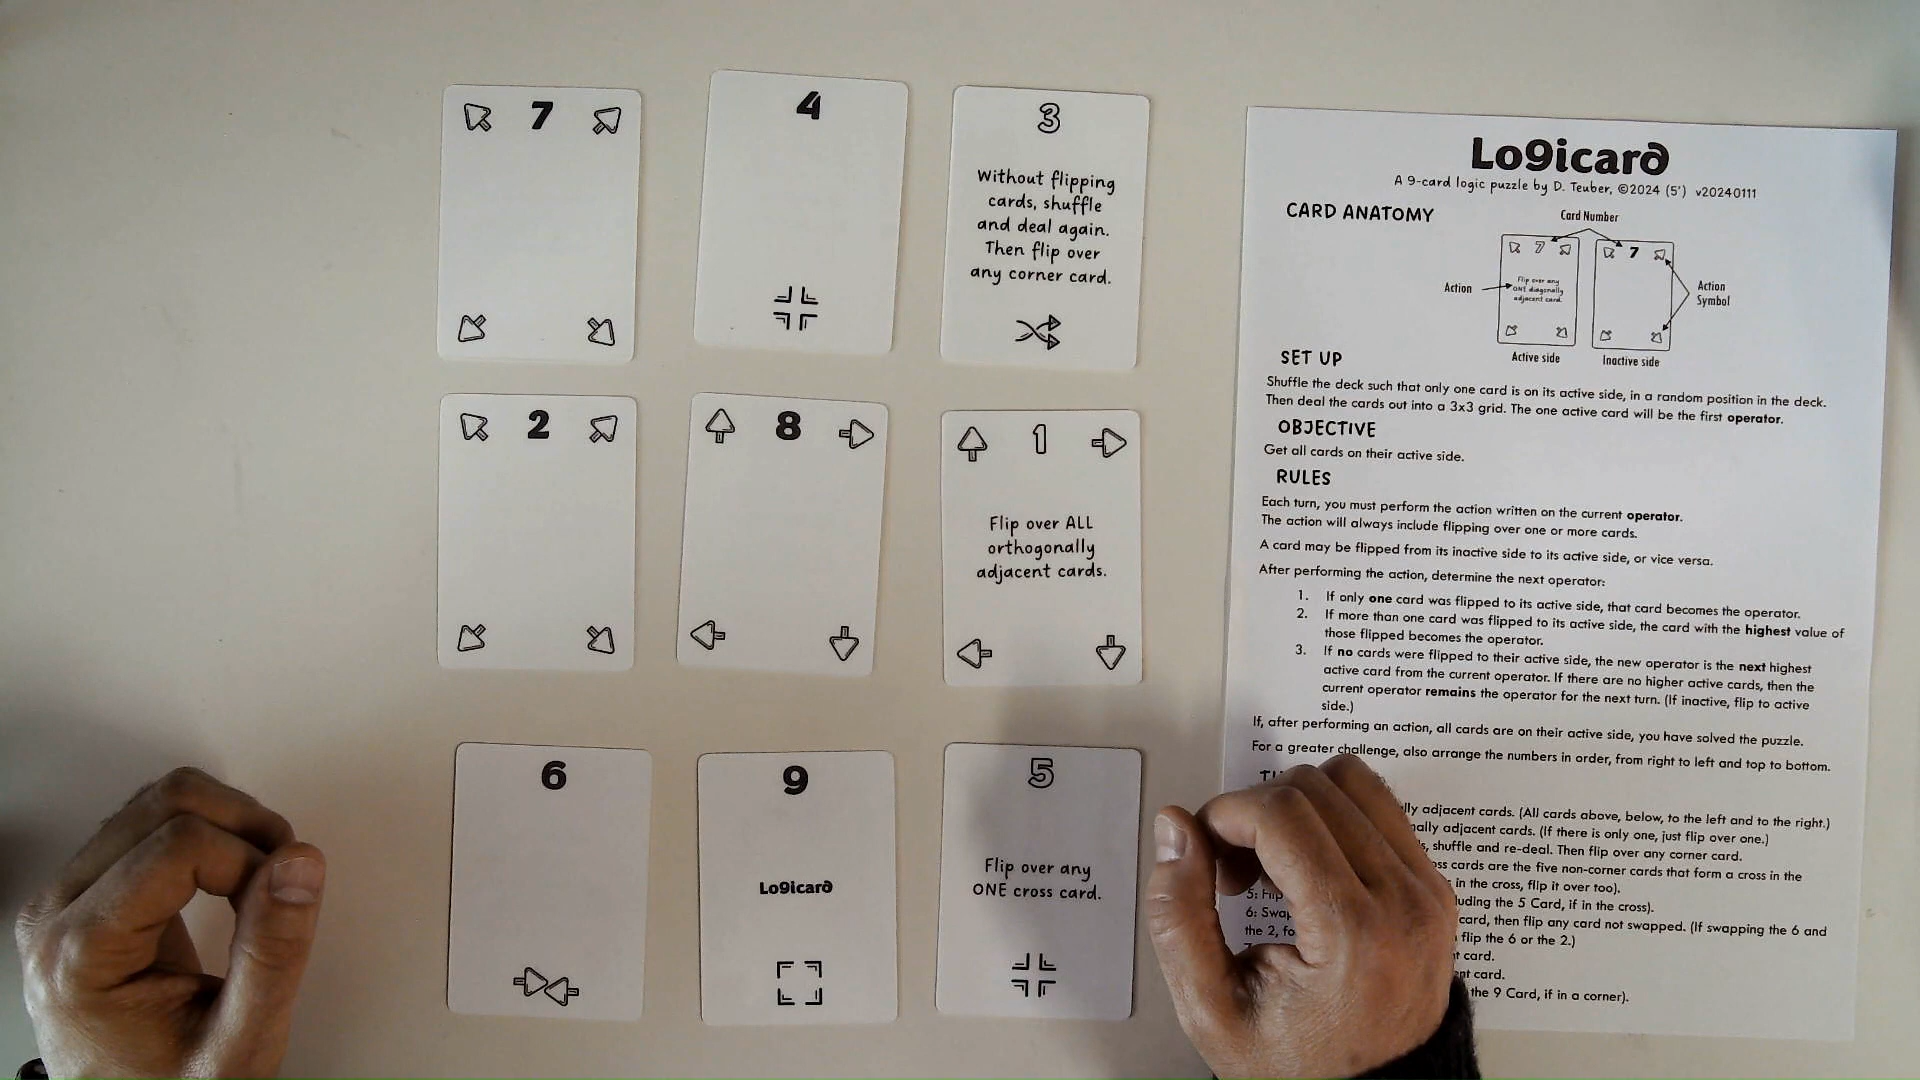 7
4
3
Without flipping
cards, shuffle
and deal again.
Then flip over
any corner card.
2
8
1
Flip over ALL
orthogonally
adjacent cards.
6
9
Lo9icard
5
Flip over any
ONE cross card.
Lo9icard
A 9-card logic puzzle by D. Teuber, ©2024 (5') v20240111
CARD ANATOMY
Card Number
7
7
Flip over any
ONE diagonally
adjacent card.
Action
Action
Symbol
Active side
Inactive side
SET UP
Shuffle the deck such that only one card is on its active side, in a random position in the deck.
Then deal the cards out into a 3x3 grid. The one active card will be the first operator.
OBJECTIVE
Get all cards on their active side.
RULES
Each turn, you must perform the action written on the current operator.
The action will always include flipping over one or more cards.
A card may be flipped from its inactive side to its active side, or vice versa.
After performing the action, determine the next operator:
1. If only one card was flipped to its active side, that card becomes the operator.
2. If more than one card was flipped to its active side, the card with the highest value of
those flipped becomes the operator.
3. If no cards were flipped to their active side, the new operator is the next highest
active card from the current operator. If there are no higher active cards, then the
current operator remains the operator for the next turn. (If inactive, flip to active
side.)
If, after performing an action, all cards are on their active side, you have solved the puzzle.
For a greater challenge, also arrange the numbers in order, from right to left and top to bottom.
adjacent cards. (All cards above, below, to the left and to the right.)
adjacent cards. (If there is only one, just flip over one.)
shuffle and re-deal. Then flip over any corner card.
cards are the five non-corner cards that form a cross in the
in the cross, flip it over too).
5: Flip
the 5 Card, if in the cross).
6: Swap
card, then flip any card not swapped. (If swapping the 6 and
the 2, fo
flip the 6 or the 2.)
card.
card.
the 9 Card, if in a corner).